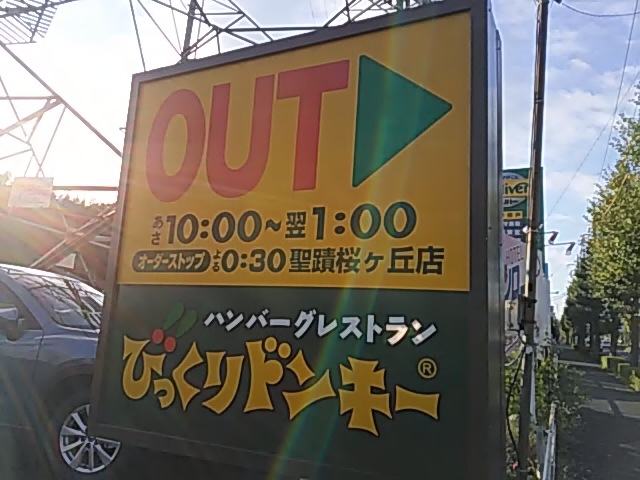 OUT
あさ10:00~翌1:00
オーダーストップ よる0:30 聖蹟桜ヶ丘店
ハンバーグレストラン
びっくりドンキー®
iver